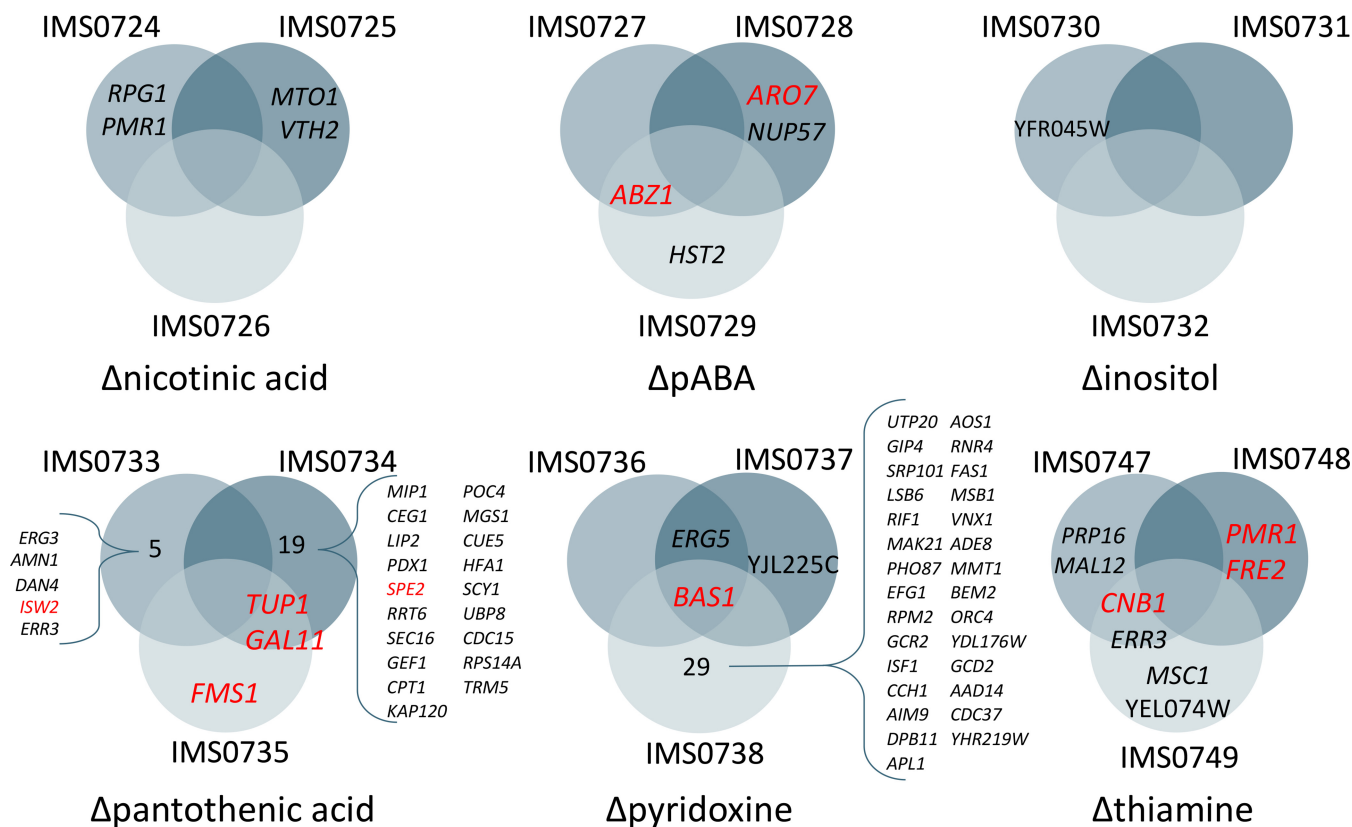 IMS0724 IMS0725
RPG1 MTO1
PMR1 VTH2
IMS0726
Δnicotinic acid
IMS0727 IMS0728
ARO7
NUP57
ABZ1
HST2
IMS0729
ΔpABA
IMS0730 IMS0731
YFR045W
IMS0732
Δinositol
IMS0733 IMS0734
ERG3
AMN1
DAN4
ISW2
ERR3
5 19
TUP1
GAL11
FMS1
MIP1 POC4
CEG1 MGS1
LIP2 CUE5
PDX1 HFA1
SPE2 SCY1
RRT6 UBP8
SEC16 CDC15
GEF1 RPS14A
CPT1 TRM5
KAP120
IMS0735
Δpantothenic acid
IMS0736 IMS0737
ERG5
YJL225C
BAS1
29
UTP20 AOS1
GIP4 RNR4
SRP101 FAS1
LSB6 MSB1
RIF1 VNX1
MAK21 ADE8
PHO87 MMT1
EFG1 BEM2
RPM2 ORC4
GCR2 YDL176W
ISF1 GCD2
CCH1 AAD14
AIM9 CDC37
DPB11 YHR219W
APL1
IMS0738
Δpyridoxine
IMS0747 IMS0748
PRP16 PMR1
MAL12 FRE2
CNB1
ERR3
MSC1
YEL074W
IMS0749
Δthiamine